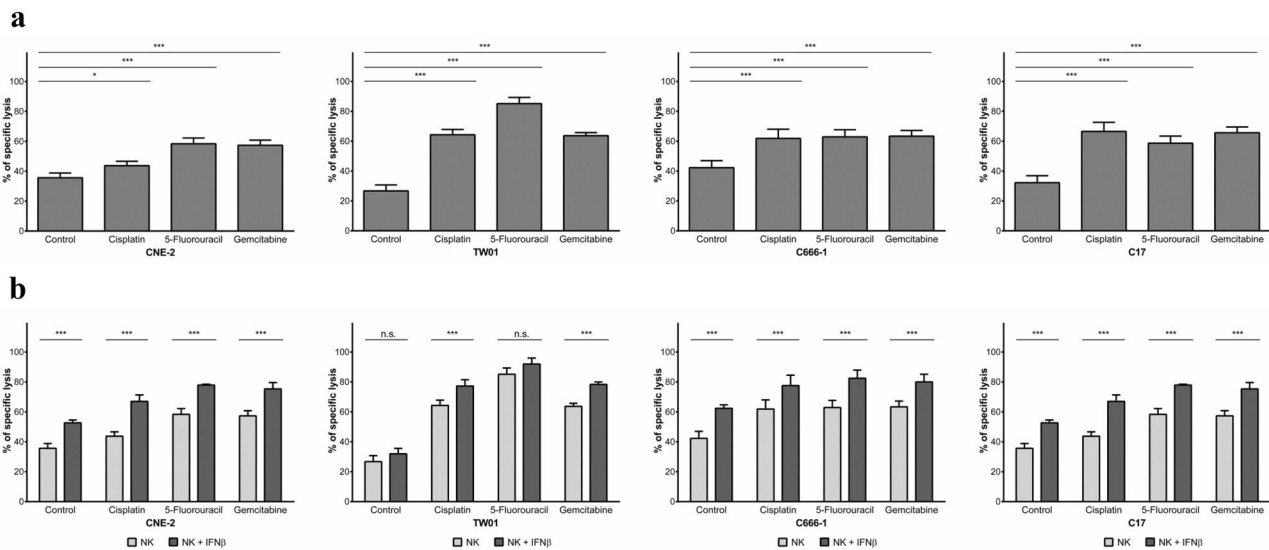 a
*** *** *** ***
*** *** *** ***
* *** *** ***
% of specific lysis
100
80
60
40
20
0
Control Cisplatin 5-Fluorouracil Gemcitabine
CNE-2
% of specific lysis
100
80
60
40
20
0
Control Cisplatin 5-Fluorouracil Gemcitabine
TW01
% of specific lysis
100
80
60
40
20
0
Control Cisplatin 5-Fluorouracil Gemcitabine
C666-1
% of specific lysis
100
80
60
40
20
0
Control Cisplatin 5-Fluorouracil Gemcitabine
C17
b
*** *** *** ***
% of specific lysis
100
80
60
40
20
0
Control Cisplatin 5-Fluorouracil Gemcitabine
CNE-2
NK NK + IFNβ
n.s. *** n.s. ***
% of specific lysis
100
80
60
40
20
0
Control Cisplatin 5-Fluorouracil Gemcitabine
TW01
NK NK + IFNβ
*** *** *** ***
% of specific lysis
100
80
60
40
20
0
Control Cisplatin 5-Fluorouracil Gemcitabine
C666-1
NK NK + IFNβ
*** *** *** ***
% of specific lysis
100
80
60
40
20
0
Control Cisplatin 5-Fluorouracil Gemcitabine
C17
NK NK + IFNβ